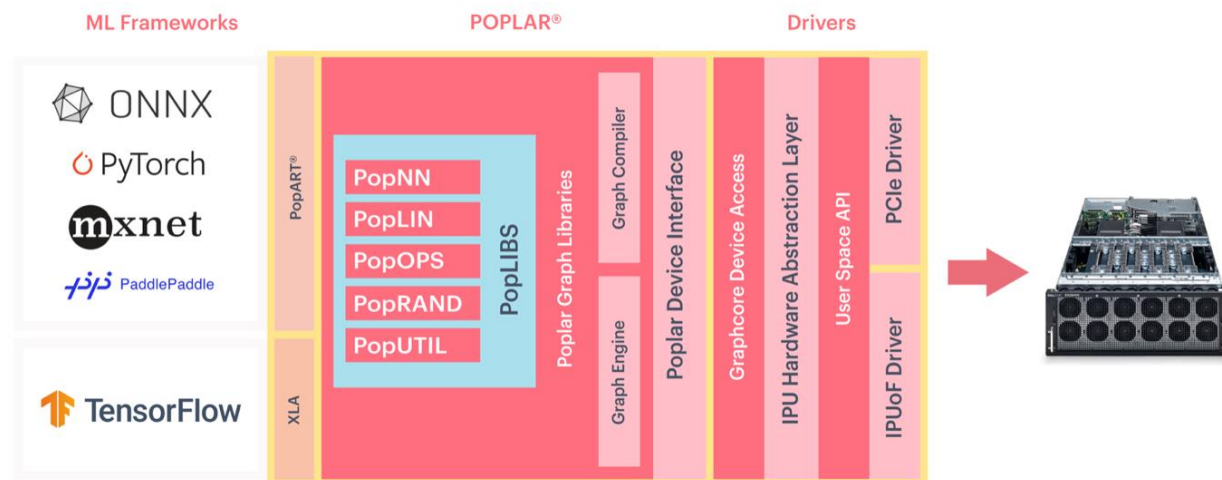 ML Frameworks
POPLAR®
Drivers
ONNX
PyTorch
mxnet
PaddlePaddle
TensorFlow
PopART®
XLA
PopNN
PopLIN
PopOPS
PopRAND
PopUTIL
PopLIBS
Poplar Graph Libraries
Graph Compiler
Graph Engine
Poplar Device Interface
Graphcore Device Access
IPU Hardware Abstraction Layer
User Space API
PCIe Driver
IPUoF Driver